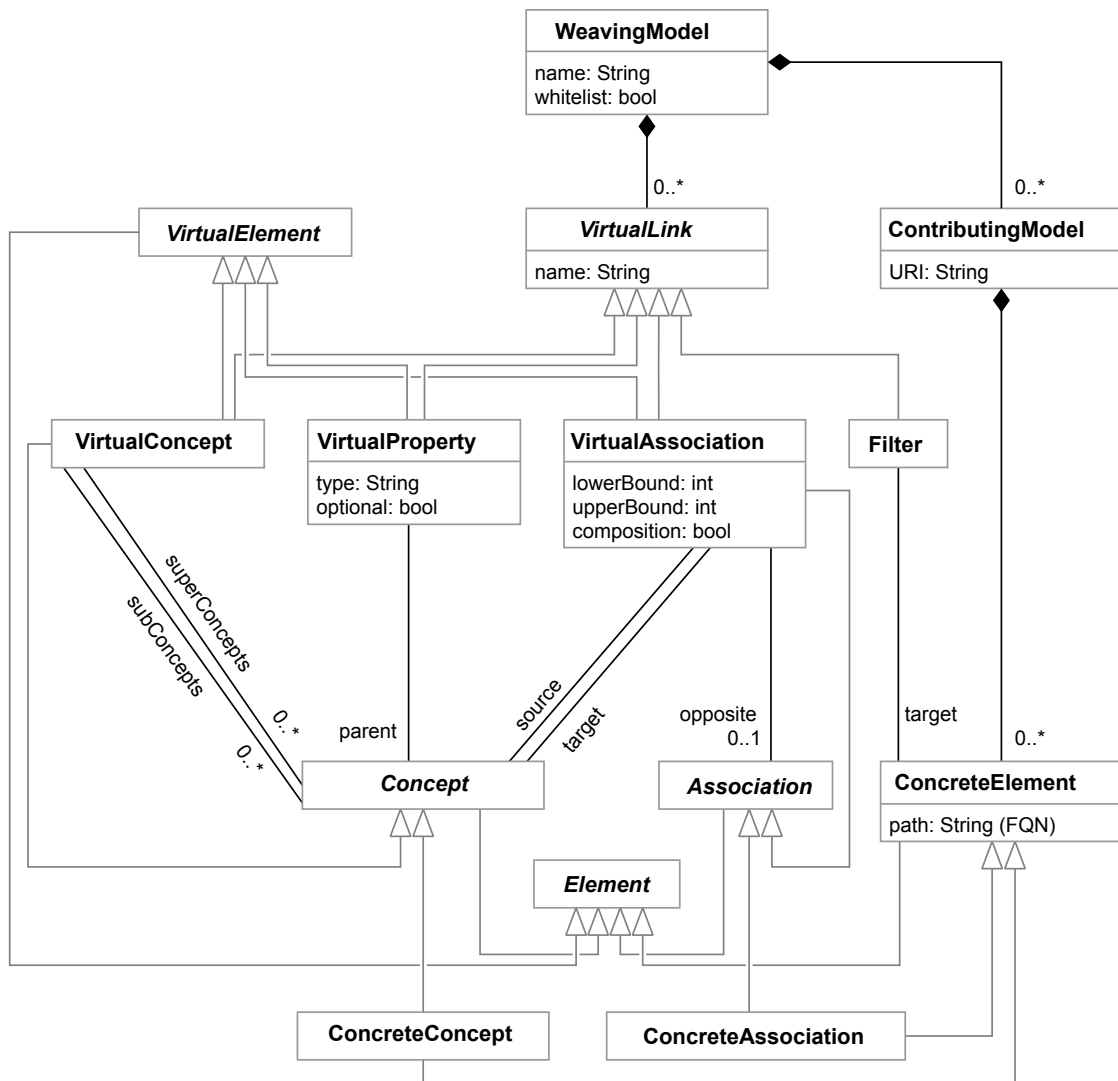 WeavingModel
name: String
whitelist: bool
0..*
0..*
VirtualElement
VirtualLink
name: String
ContributingModel
URI: String
VirtualConcept
VirtualProperty
type: String
optional: bool
VirtualAssociation
lowerBound: int
upperBound: int
composition: bool
Filter
superConcepts
subConcepts
0.. *
0.. *
parent
source
target
opposite
0..1
target
0..*
Concept
Association
ConcreteElement
path: String (FQN)
Element
ConcreteConcept
ConcreteAssociation